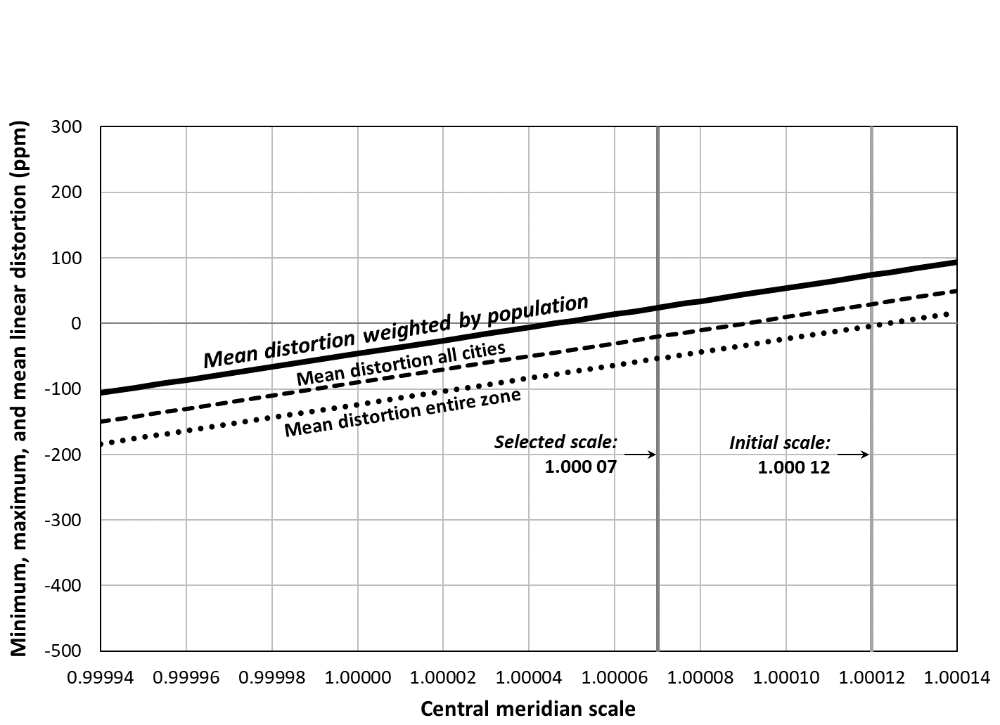 Minimum, maximum, and mean linear distortion (ppm)
300
200
100
0
-100
-200
-300
-400
-500
Mean distortion weighted by population
Mean distortion all cities
Mean distortion entire zone
Selected scale:
1.000 07
Initial scale:
1.000 12
0.99994 0.99996 0.99998 1.00000 1.00002 1.00004 1.00006 1.00008 1.00010 1.00012 1.00014
Central meridian scale